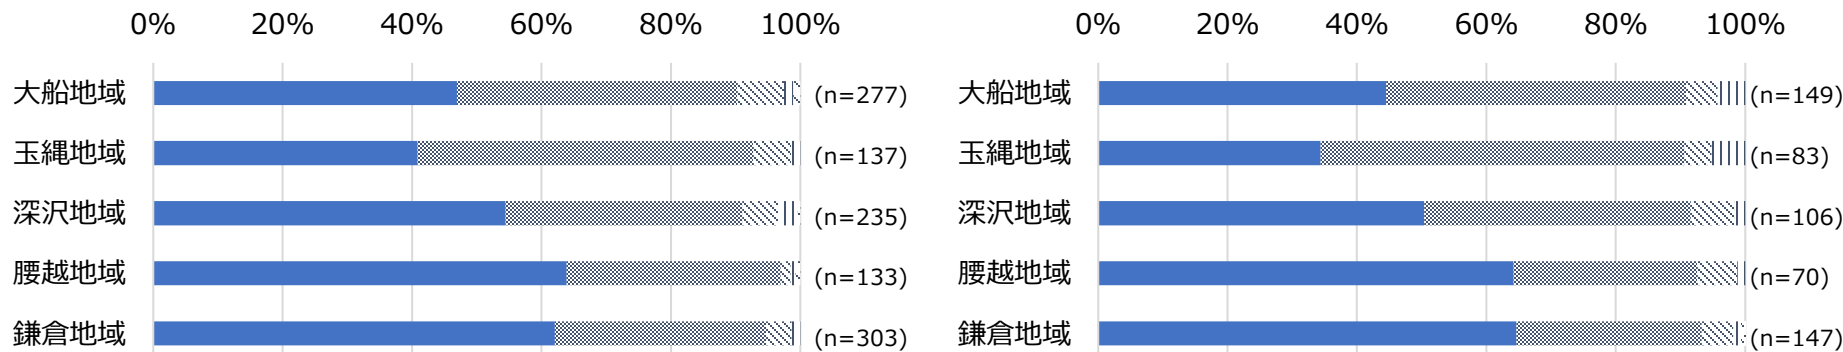 0% 20% 40% 60% 80% 100%
大船地域 (n=277)
玉縄地域 (n=137)
深沢地域 (n=235)
腰越地域 (n=133)
鎌倉地域 (n=303)
0% 20% 40% 60% 80% 100%
大船地域 (n=149)
玉縄地域 (n=83)
深沢地域 (n=106)
腰越地域 (n=70)
鎌倉地域 (n=147)